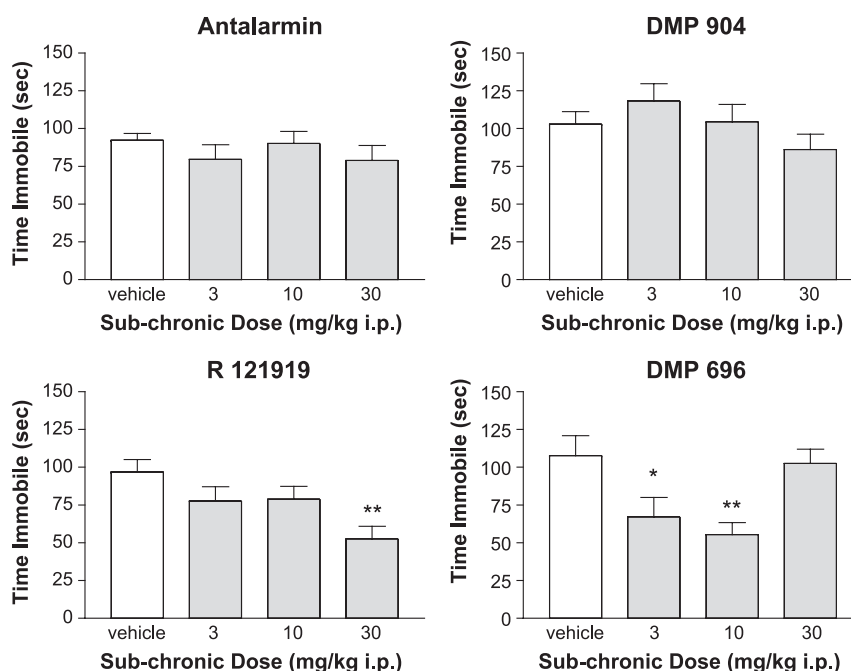 Antalarmin
Time Immobile (sec)
150
125
100
75
50
25
0
vehicle 3 10 30
Sub-chronic Dose (mg/kg i.p.)
DMP 904
Time Immobile (sec)
150
125
100
75
50
25
0
vehicle 3 10 30
Sub-chronic Dose (mg/kg i.p.)
R 121919
Time Immobile (sec)
150
125
100
75
50
25
0
**
vehicle 3 10 30
Sub-chronic Dose (mg/kg i.p.)
DMP 696
Time Immobile (sec)
150
125
100
75
50
25
0
* **
vehicle 3 10 30
Sub-chronic Dose (mg/kg i.p.)